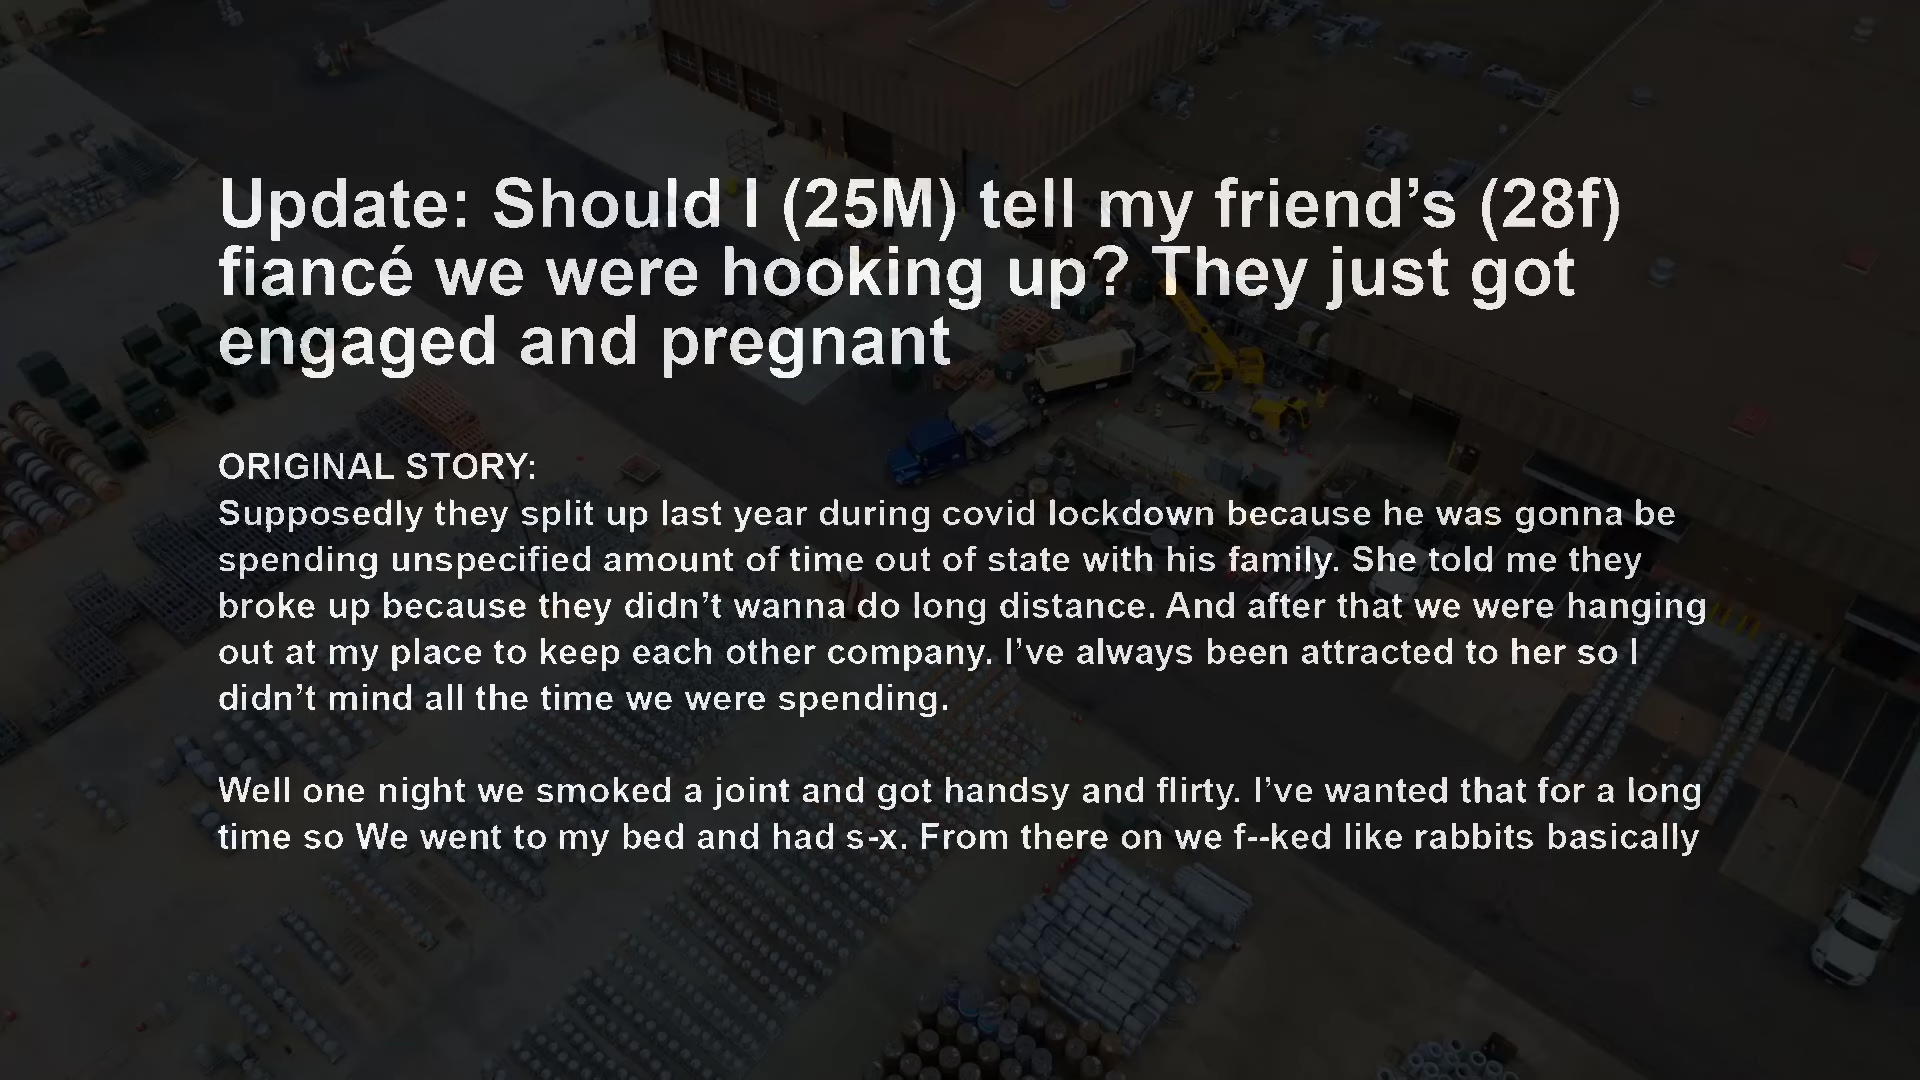 Update: Should I (25M) tell my friend’s (28f)
fiancé we were hooking up? They just got
engaged and pregnant
ORIGINAL STORY:
Supposedly they split up last year during covid lockdown because he was gonna be
spending unspecified amount of time out of state with his family. She told me they
broke up because they didn’t wanna do long distance. And after that we were hanging
out at my place to keep each other company. I’ve always been attracted to her so I
didn’t mind all the time we were spending.
Well one night we smoked a joint and got handsy and flirty. I’ve wanted that for a long
time so We went to my bed and had s-x. From there on we f--ked like rabbits basically